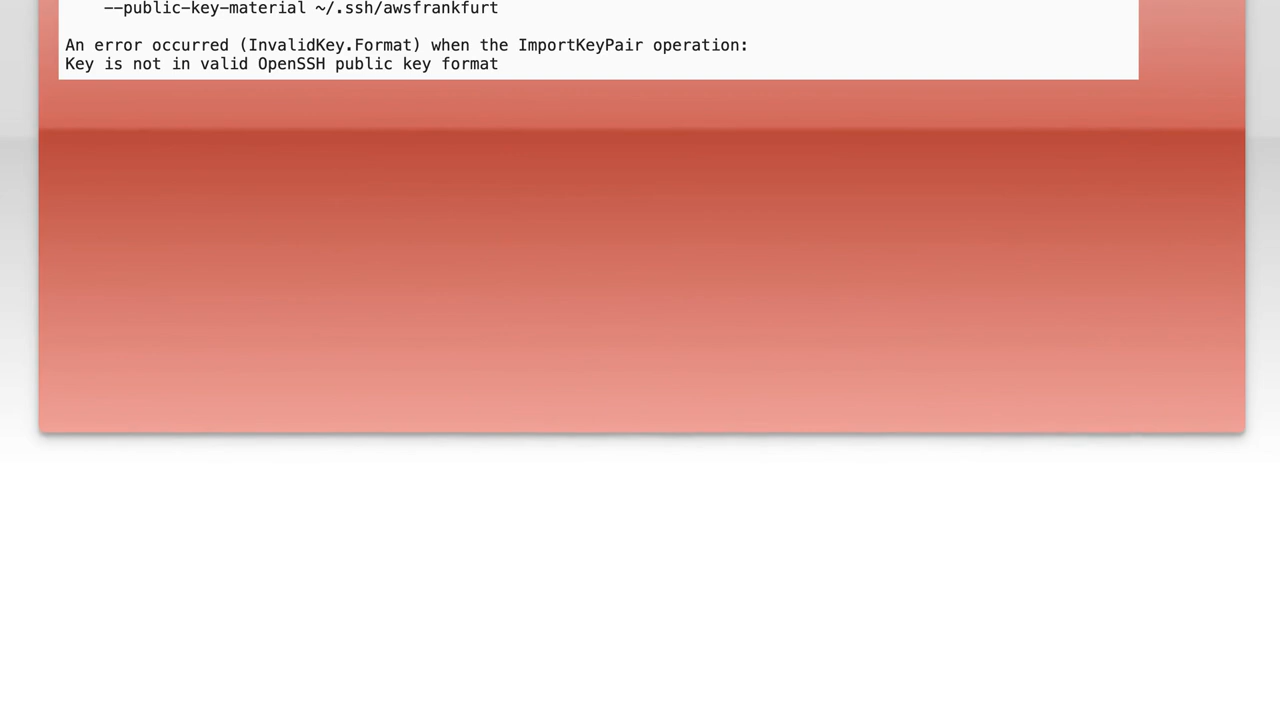 --public-key-material ~/.ssh/awsfrankfurt
An error occurred (InvalidKey.Format) when the ImportKeyPair operation:
Key is not in valid OpenSSH public key format